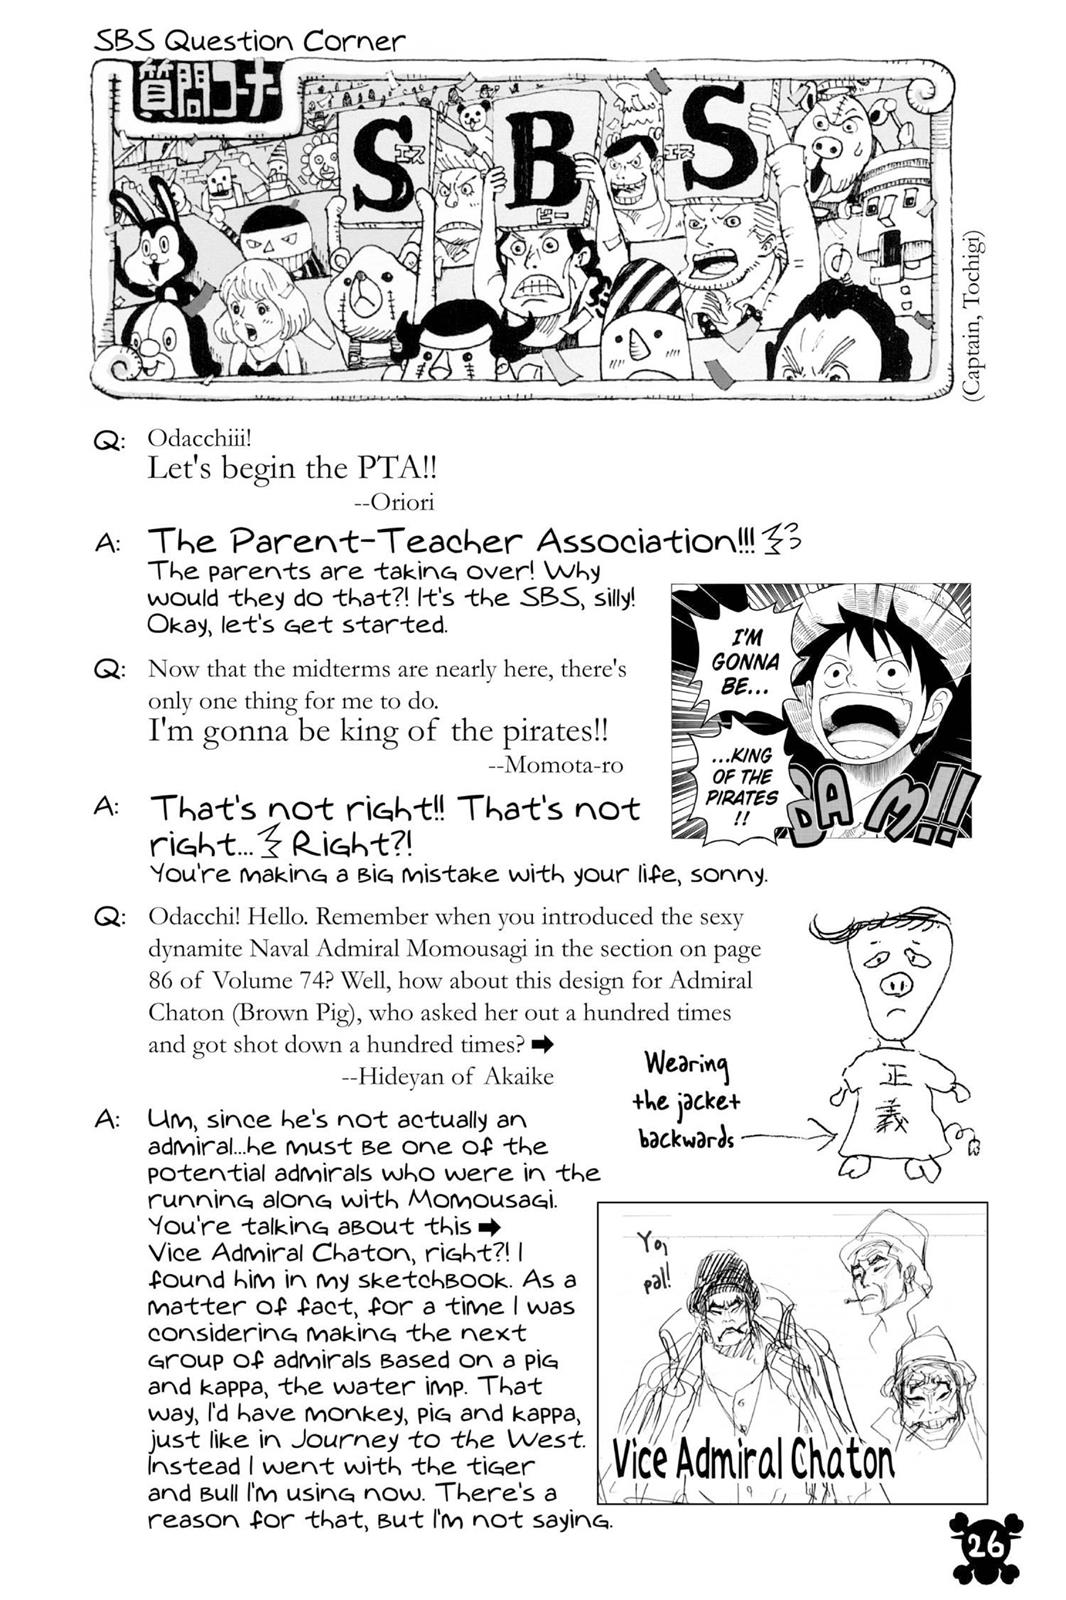 SBS Question Corner
質問コーナー
S
エス
B
ビー
S
エス
(Captain, Tochigi)
Q: Odacchiii!
Let's begin the PTA!!
--Oriori
A: The Parent-Teacher Association!!!
The parents are taking over! Why
would they do that?! It's the SBS, silly!
Okay, let's get started.
Q: Now that the midterms are nearly here, there's
only one thing for me to do.
I'm gonna be king of the pirates!!
--Momota-ro
I'M
GONNA
BE...
...KING
OF THE
PIRATES
!!
DA M!!
A: That's not right!! That's not
right... Right?!
You're making a big mistake with your life, sonny.
Q: Odacchi! Hello. Remember when you introduced the sexy
dynamite Naval Admiral Momousagi in the section on page
86 of Volume 74? Well, how about this design for Admiral
Chaton (Brown Pig), who asked her out a hundred times
and got shot down a hundred times? ➡
--Hideyan of Akaike
Wearing
the jacket
backwards
正
義
A: Um, since he's not actually an
admiral...he must be one of the
potential admirals who were in the
running along with Momousagi.
You're talking about this ➡
Vice Admiral Chaton, right?! I
found him in my sketchbook. As a
matter of fact, for a time I was
considering making the next
group of admirals based on a pig
and kappa, the water imp. That
way, I'd have monkey, pig and kappa,
just like in Journey to the West.
Instead I went with the tiger
and bull I'm using now. There's a
reason for that, but I'm not saying.
Yo,
pal!
Vice Admiral Chaton
26